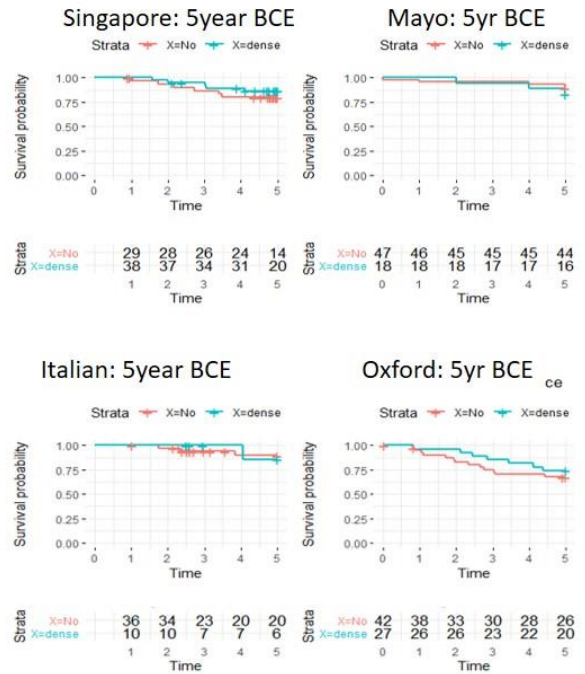 Singapore: 5year BCE
Strata X=No X=dense
Survival probability
1.00
0.75
0.50
0.25
0.00
0 1 2 3 4 5
Time
Strata
X=No 29 28 26 24 14
X=dense 38 37 34 31 20
1 2 3 4 5
Time
Mayo: 5yr BCE
Strata X=No X=dense
Survival probability
1.00
0.75
0.50
0.25
0.00
0 1 2 3 4 5
Time
Strata
X=No 47 46 45 45 45 44
X=dense 18 18 18 17 17 16
0 1 2 3 4 5
Time
Italian: 5year BCE
Strata X=No X=dense
Survival probability
1.00
0.75
0.50
0.25
0.00
0 1 2 3 4 5
Time
Strata
X=No 36 34 23 20 20
X=dense 10 10 7 7 6
1 2 3 4 5
Time
Oxford: 5yr BCE
ce
Strata X=No X=dense
Survival probability
1.00
0.75
0.50
0.25
0.00
0 1 2 3 4 5
Time
Strata
X=No 42 38 33 30 28 26
X=dense 27 26 26 23 22 20
0 1 2 3 4 5
Time